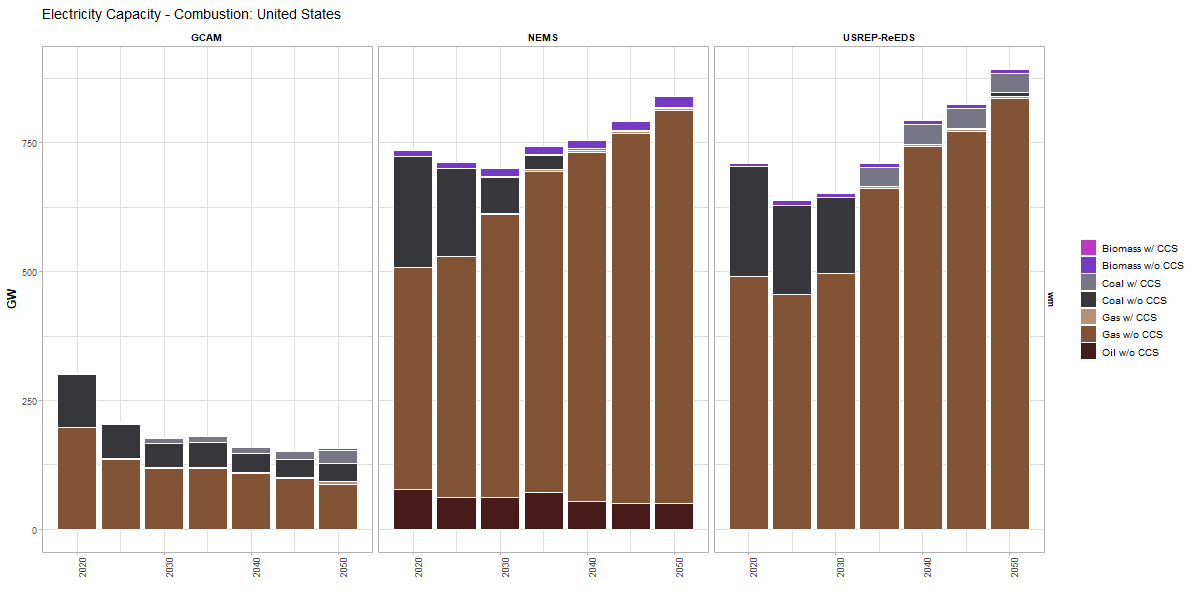 Electricity Capacity - Combustion: United States
GCAM
NEMS
USREP-ReEDS
GW
750
500
250
0
2020
2030
2040
2050
2020
2030
2040
2050
2020
2030
2040
2050
wm
Biomass w/ CCS
Biomass w/o CCS
Coal w/ CCS
Coal w/o CCS
Gas w/ CCS
Gas w/o CCS
Oil w/o CCS